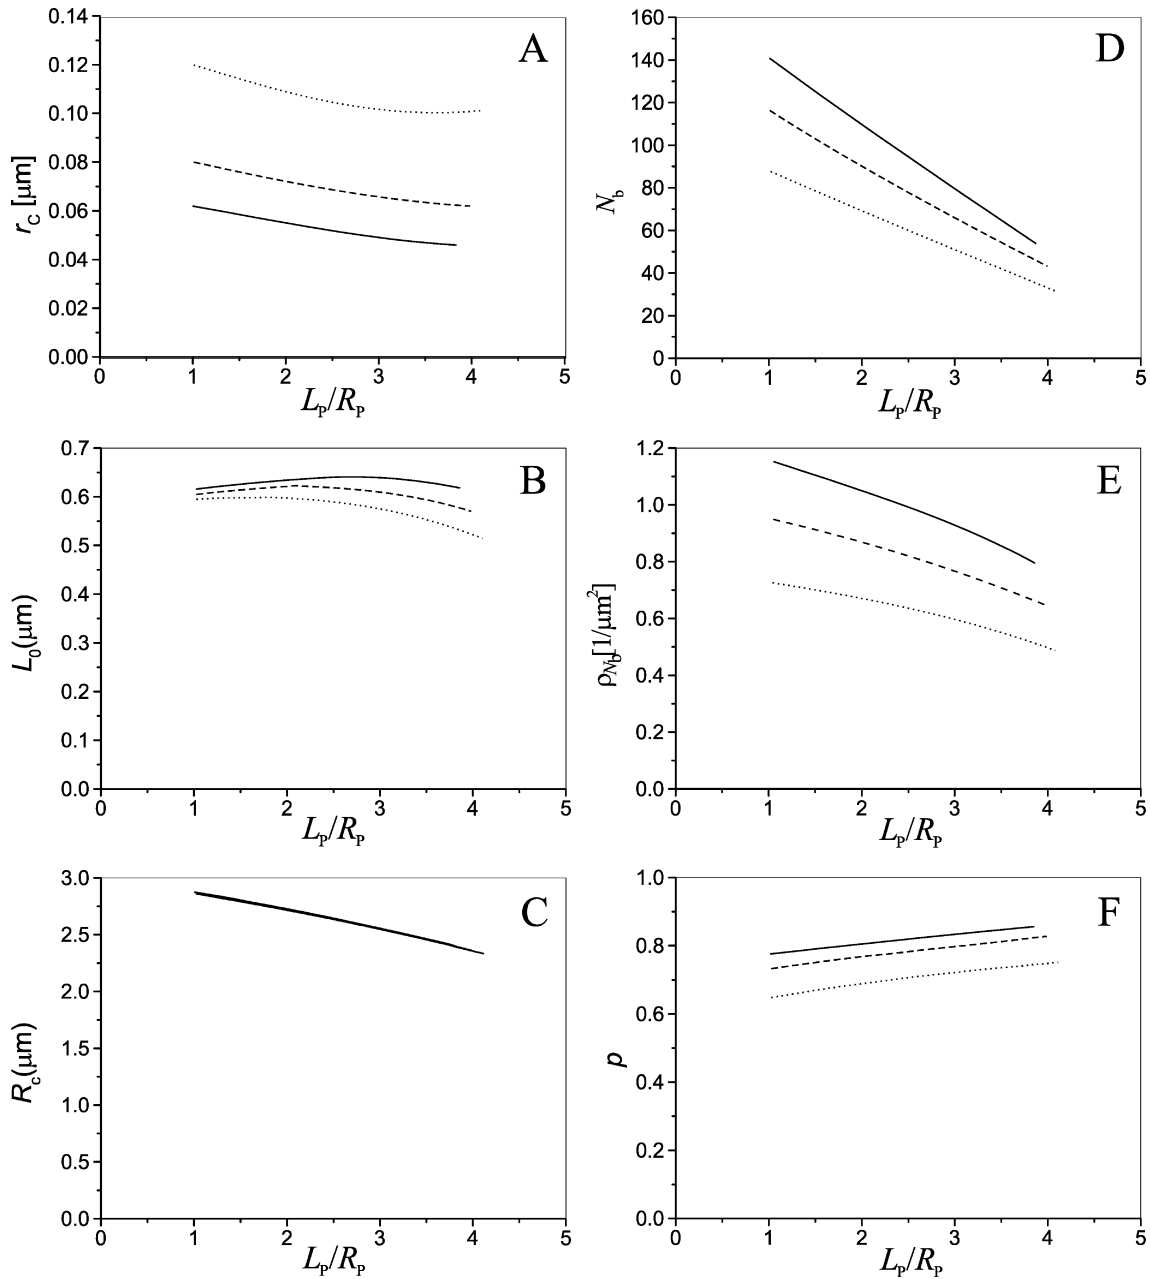 A
0.14
0.12
0.10
0.08
0.06
0.04
0.02
0.00
r_C [μm]
0 1 2 3 4 5
L_P/R_P
D
160
140
120
100
80
60
40
20
0
N_b
0 1 2 3 4 5
L_P/R_P
B
0.7
0.6
0.5
0.4
0.3
0.2
0.1
0.0
L_0(μm)
0 1 2 3 4 5
L_P/R_P
E
1.2
1.0
0.8
0.6
0.4
0.2
0.0
ρ_{N_b}[1/μm²]
0 1 2 3 4 5
L_P/R_P
C
3.0
2.5
2.0
1.5
1.0
0.5
0.0
R_c(μm)
0 1 2 3 4 5
L_P/R_P
F
1.0
0.8
0.6
0.4
0.2
0.0
p
0 1 2 3 4 5
L_P/R_P